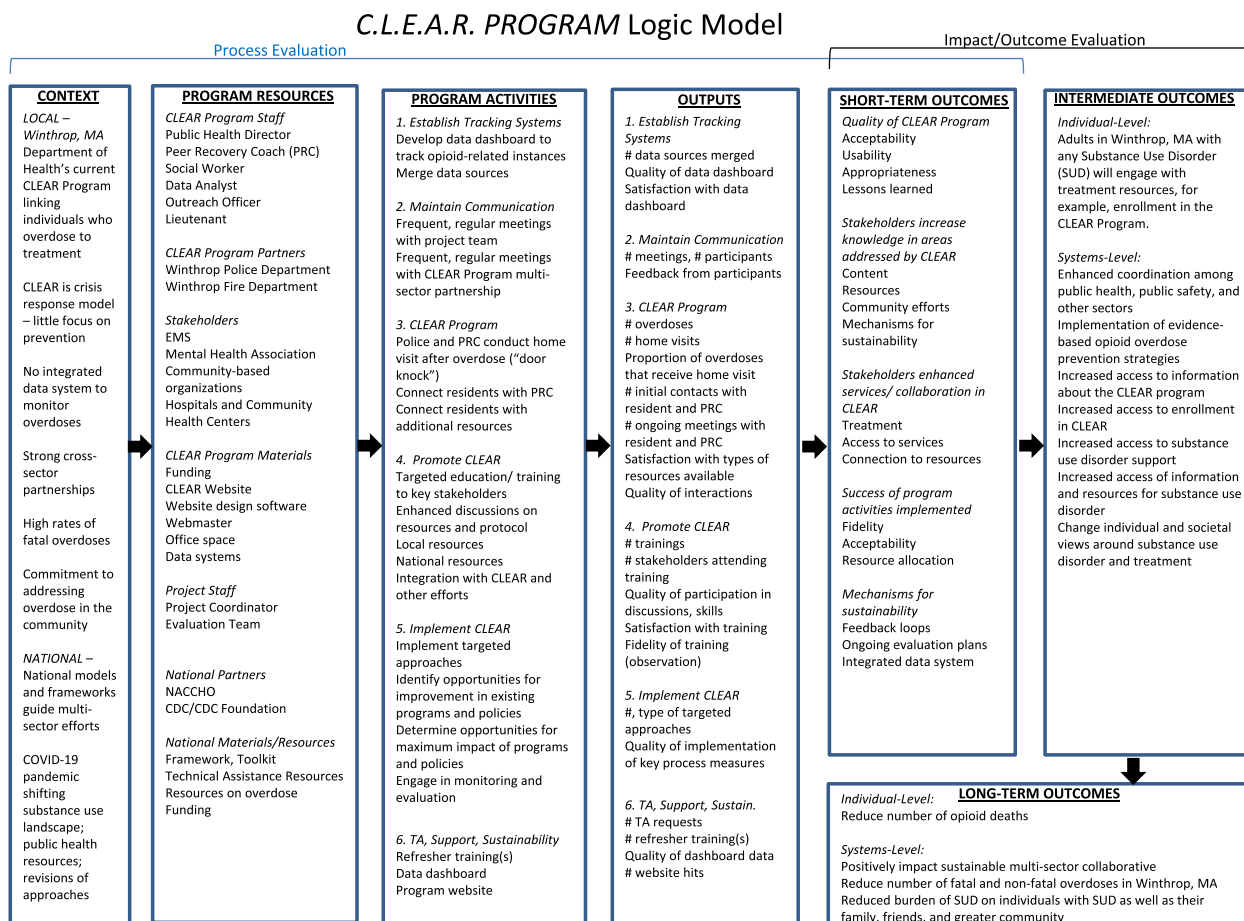 C.L.E.A.R. PROGRAM Logic Model
Process Evaluation
Impact/Outcome Evaluation
CONTEXT
LOCAL –
Winthrop, MA
Department of
Health's current
CLEAR Program
linking
individuals who
overdose to
treatment
CLEAR is crisis
response model
– little focus on
prevention
No integrated
data system to
monitor
overdoses
Strong cross-
sector
partnerships
High rates of
fatal overdoses
Commitment to
addressing
overdose in the
community
NATIONAL –
National models
and frameworks
guide multi-
sector efforts
COVID-19
pandemic
shifting
substance use
landscape;
public health
resources;
revisions of
approaches
PROGRAM RESOURCES
CLEAR Program Staff
Public Health Director
Peer Recovery Coach (PRC)
Social Worker
Data Analyst
Outreach Officer
Lieutenant
CLEAR Program Partners
Winthrop Police Department
Winthrop Fire Department
Stakeholders
EMS
Mental Health Association
Community-based
organizations
Hospitals and Community
Health Centers
CLEAR Program Materials
Funding
CLEAR Website
Website design software
Webmaster
Office space
Data systems
Project Staff
Project Coordinator
Evaluation Team
National Partners
NACCHO
CDC/CDC Foundation
National Materials/Resources
Framework, Toolkit
Technical Assistance Resources
Resources on overdose
Funding
PROGRAM ACTIVITIES
1. Establish Tracking Systems
Develop data dashboard to
track opioid-related instances
Merge data sources
2. Maintain Communication
Frequent, regular meetings
with project team
Frequent, regular meetings
with CLEAR Program multi-
sector partnership
3. CLEAR Program
Police and PRC conduct home
visit after overdose ("door
knock")
Connect residents with PRC
Connect residents with
additional resources
4. Promote CLEAR
Targeted education/ training
to key stakeholders
Enhanced discussions on
resources and protocol
Local resources
National resources
Integration with CLEAR and
other efforts
5. Implement CLEAR
Implement targeted
approaches
Identify opportunities for
improvement in existing
programs and policies
Determine opportunities for
maximum impact of programs
and policies
Engage in monitoring and
evaluation
6. TA, Support, Sustainability
Refresher training(s)
Data dashboard
Program website
OUTPUTS
1. Establish Tracking
Systems
# data sources merged
Quality of data dashboard
Satisfaction with data
dashboard
2. Maintain Communication
# meetings, # participants
Feedback from participants
3. CLEAR Program
# overdoses
# home visits
Proportion of overdoses
that receive home visit
# initial contacts with
resident and PRC
# ongoing meetings with
resident and PRC
Satisfaction with types of
resources available
Quality of interactions
4. Promote CLEAR
# trainings
# stakeholders attending
training
Quality of participation in
discussions, skills
Satisfaction with training
Fidelity of training
(observation)
5. Implement CLEAR
#, type of targeted
approaches
Quality of implementation
of key process measures
6. TA, Support, Sustain.
# TA requests
# refresher training(s)
Quality of dashboard data
# website hits
SHORT-TERM OUTCOMES
Quality of CLEAR Program
Acceptability
Usability
Appropriateness
Lessons learned
Stakeholders increase
knowledge in areas
addressed by CLEAR
Content
Resources
Community efforts
Mechanisms for
sustainability
Stakeholders enhanced
services/ collaboration in
CLEAR
Treatment
Access to services
Connection to resources
Success of program
activities implemented
Fidelity
Acceptability
Resource allocation
Mechanisms for
sustainability
Feedback loops
Ongoing evaluation plans
Integrated data system
INTERMEDIATE OUTCOMES
Individual-Level:
Adults in Winthrop, MA with
any Substance Use Disorder
(SUD) will engage with
treatment resources, for
example, enrollment in the
CLEAR Program.
Systems-Level:
Enhanced coordination among
public health, public safety, and
other sectors
Implementation of evidence-
based opioid overdose
prevention strategies
Increased access to information
about the CLEAR program
Increased access to enrollment
in CLEAR
Increased access to substance
use disorder support
Increased access of information
and resources for substance use
disorder
Change individual and societal
views around substance use
disorder and treatment
LONG-TERM OUTCOMES
Individual-Level:
Reduce number of opioid deaths
Systems-Level:
Positively impact sustainable multi-sector collaborative
Reduce number of fatal and non-fatal overdoses in Winthrop, MA
Reduced burden of SUD on individuals with SUD as well as their
family, friends, and greater community